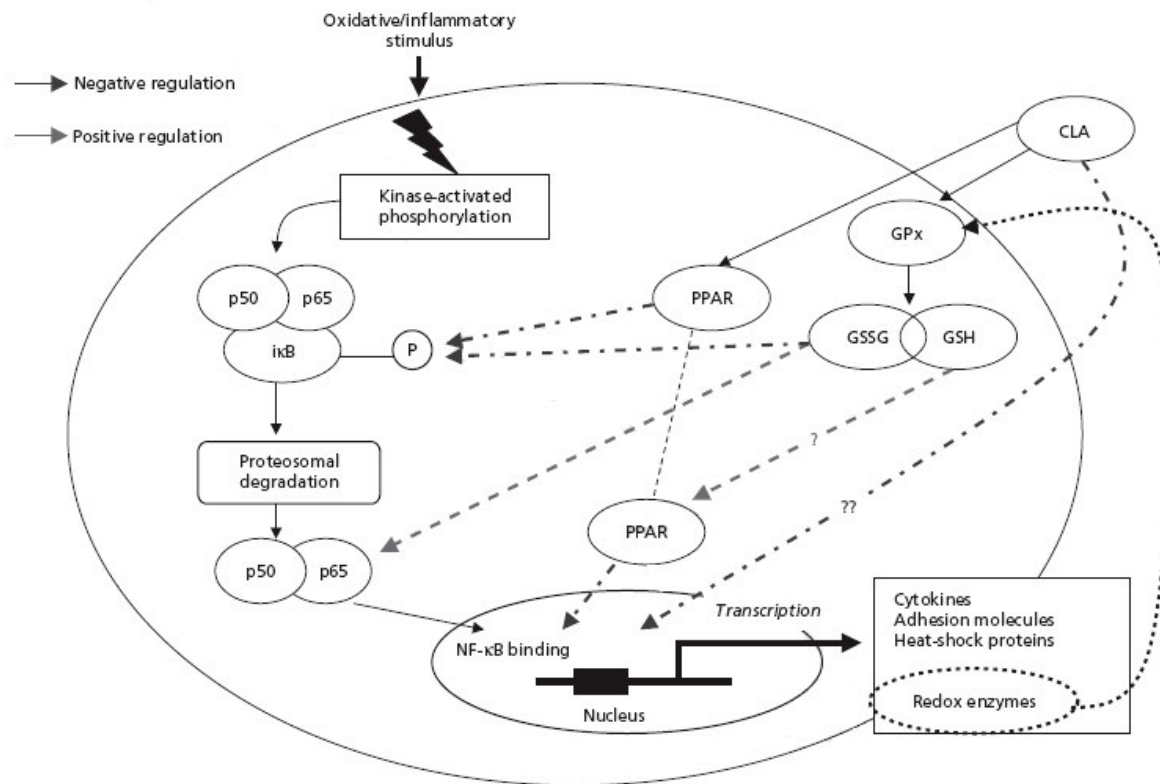 Oxidative/inflammatory
stimulus
Negative regulation
Positive regulation
CLA
Kinase-activated
phosphorylation
GPx
p50
p65
PPAR
GSSG
GSH
iκB
P
?
Proteosomal
degradation
??
PPAR
p50
p65
Transcription
Cytokines
Adhesion molecules
Heat-shock proteins
NF-κB binding
Redox enzymes
Nucleus